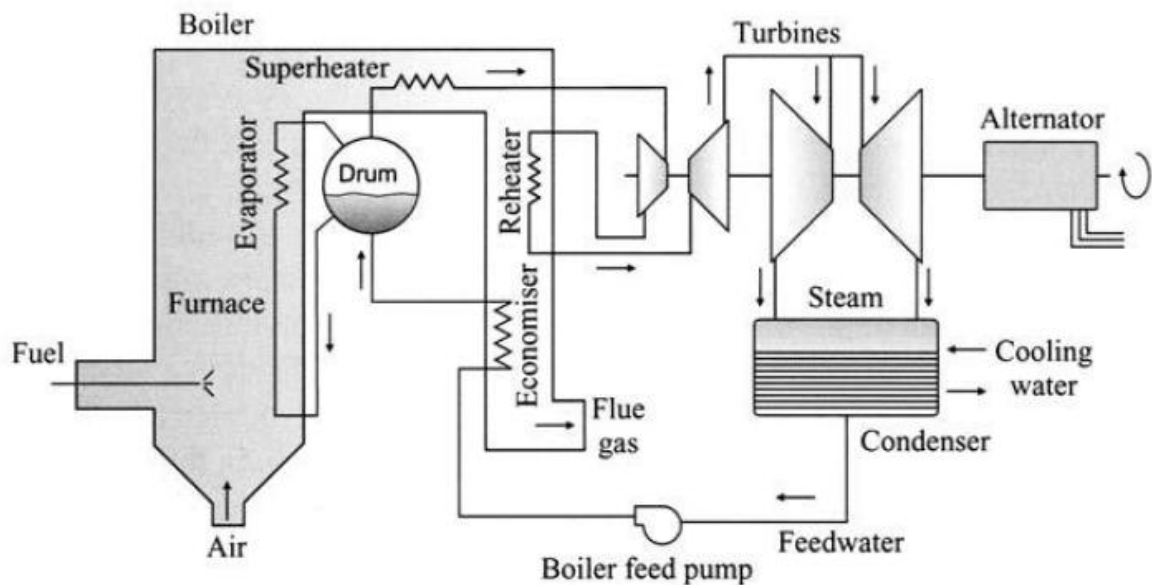 Boiler
Turbines
Superheater
Alternator
Evaporator
Drum
Reheater
Furnace
Economiser
Steam
Fuel
Cooling
water
Flue
gas
Condenser
Air
Boiler feed pump
Feedwater